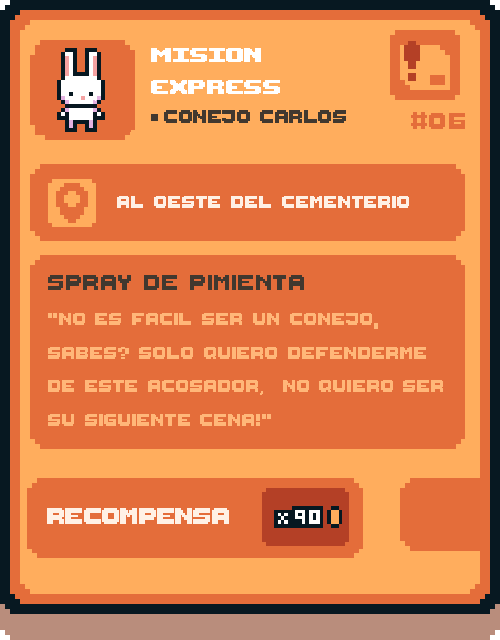 MISION
EXPRESS
CONEJO CARLOS
#06
AL OESTE DEL CEMENTERIO
SPRAY DE PIMIENTA
"NO ES FACIL SER UN CONEJO,
SABES? SOLO QUIERO DEFENDERME
DE ESTE ACOSADOR, NO QUIERO SER
SU SIGUIENTE CENA!"
RECOMPENSA
x90